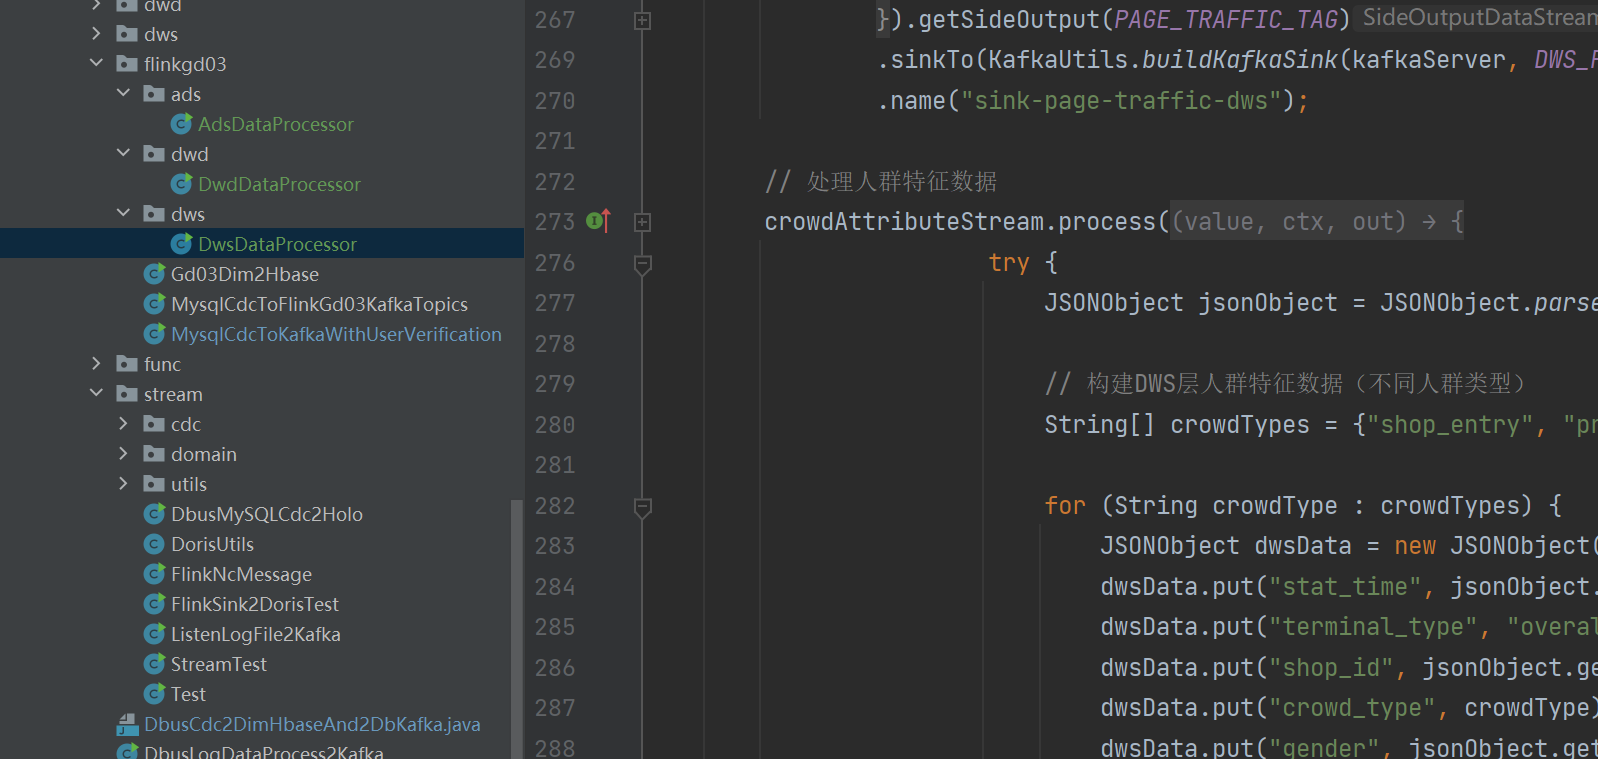 dwd
dws
flinkgd03
ads
AdsDataProcessor
dwd
DwdDataProcessor
dws
DwsDataProcessor
Gd03Dim2Hbase
MysqlCdcToFlinkGd03KafkaTopics
MysqlCdcToKafkaWithUserVerification
func
stream
cdc
domain
utils
DbusMySQLCdc2Holo
DorisUtils
FlinkNcMessage
FlinkSink2DorisTest
ListenLogFile2Kafka
StreamTest
Test
DbusCdc2DimHbaseAnd2DbKafka.java
DbusLogDataProcess2Kafka
267 }).getSideOutput(PAGE_TRAFFIC_TAG) SideOutputDataStream
269 .sinkTo(KafkaUtils.buildKafkaSink(kafkaServer, DWS_P
270 .name("sink-page-traffic-dws");
271
272 // 处理人群特征数据
273 crowdAttributeStream.process((value, ctx, out) → {
276 try {
277 JSONObject jsonObject = JSONObject.parse
278
279 // 构建DWS层人群特征数据（不同人群类型）
280 String[] crowdTypes = {"shop_entry", "pr
281
282 for (String crowdType : crowdTypes) {
283 JSONObject dwsData = new JSONObject(
284 dwsData.put("stat_time", jsonObject.
285 dwsData.put("terminal_type", "overal
286 dwsData.put("shop_id", jsonObject.ge
287 dwsData.put("crowd_type", crowdType)
288 dwsData.put("gender", jsonObject.get